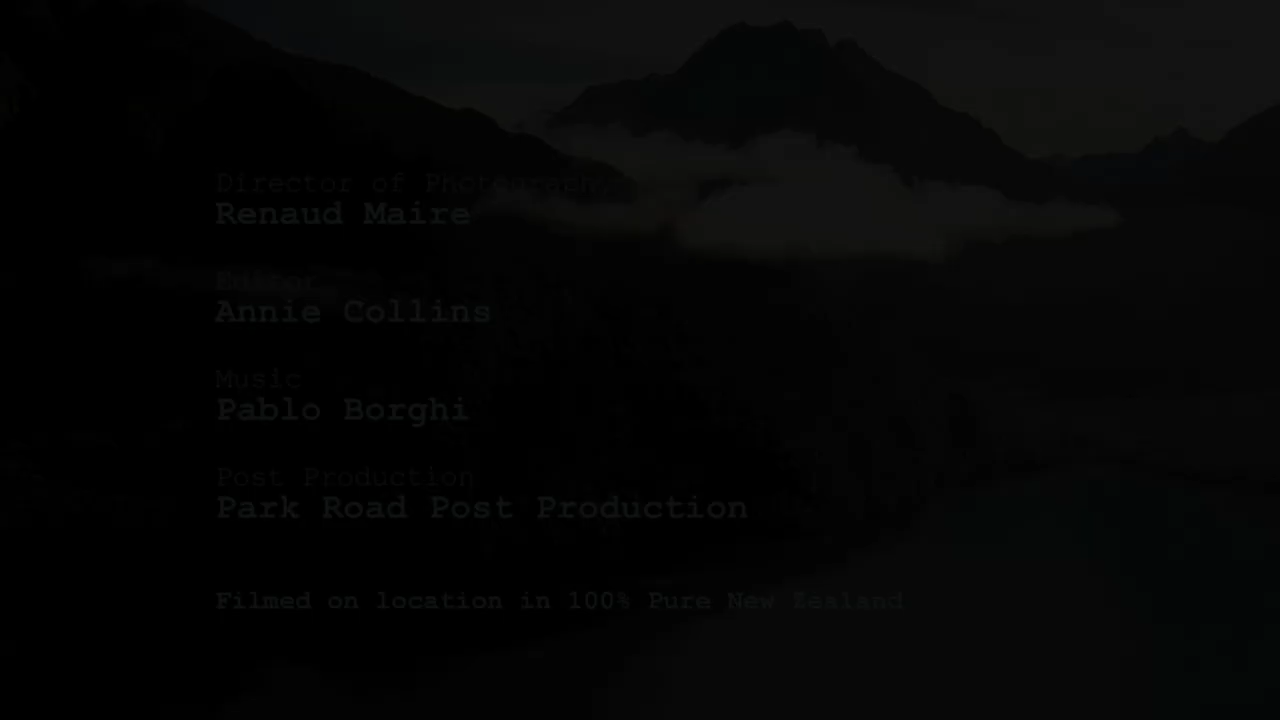 Director of Photography
Renaud Maire
Editor
Annie Collins
Music
Pablo Borghi
Post Production
Park Road Post Production
Filmed on location in 100% Pure New Zealand